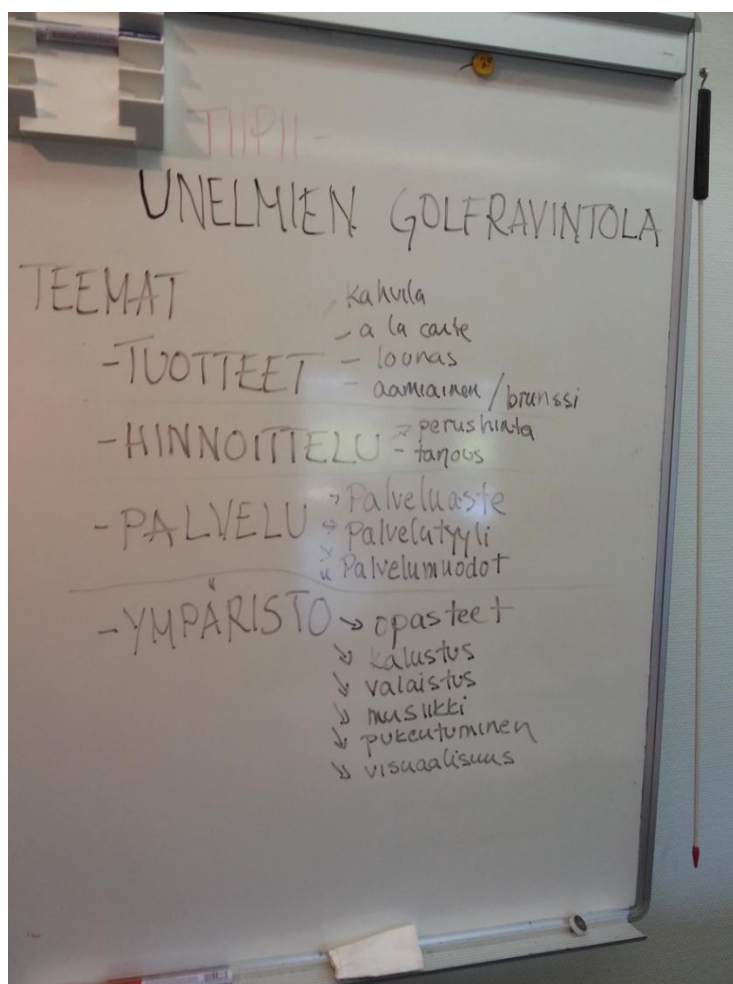 TIIPII -
UNELMIEN GOLFRAVINTOLA
TEEMAT
kahvila
- TUOTTEET - a la carte
- lounas
- aamiainen / brunssi
- HINNOITTELU → perushinta
- tarjous
- PALVELU → Palveluaste
→ Palvelutyyli
→ Palvelumuodot
- YMPÄRISTO → opasteet
→ kalustus
→ valaistus
→ musiikki
→ pukeutuminen
→ visuaalisuus